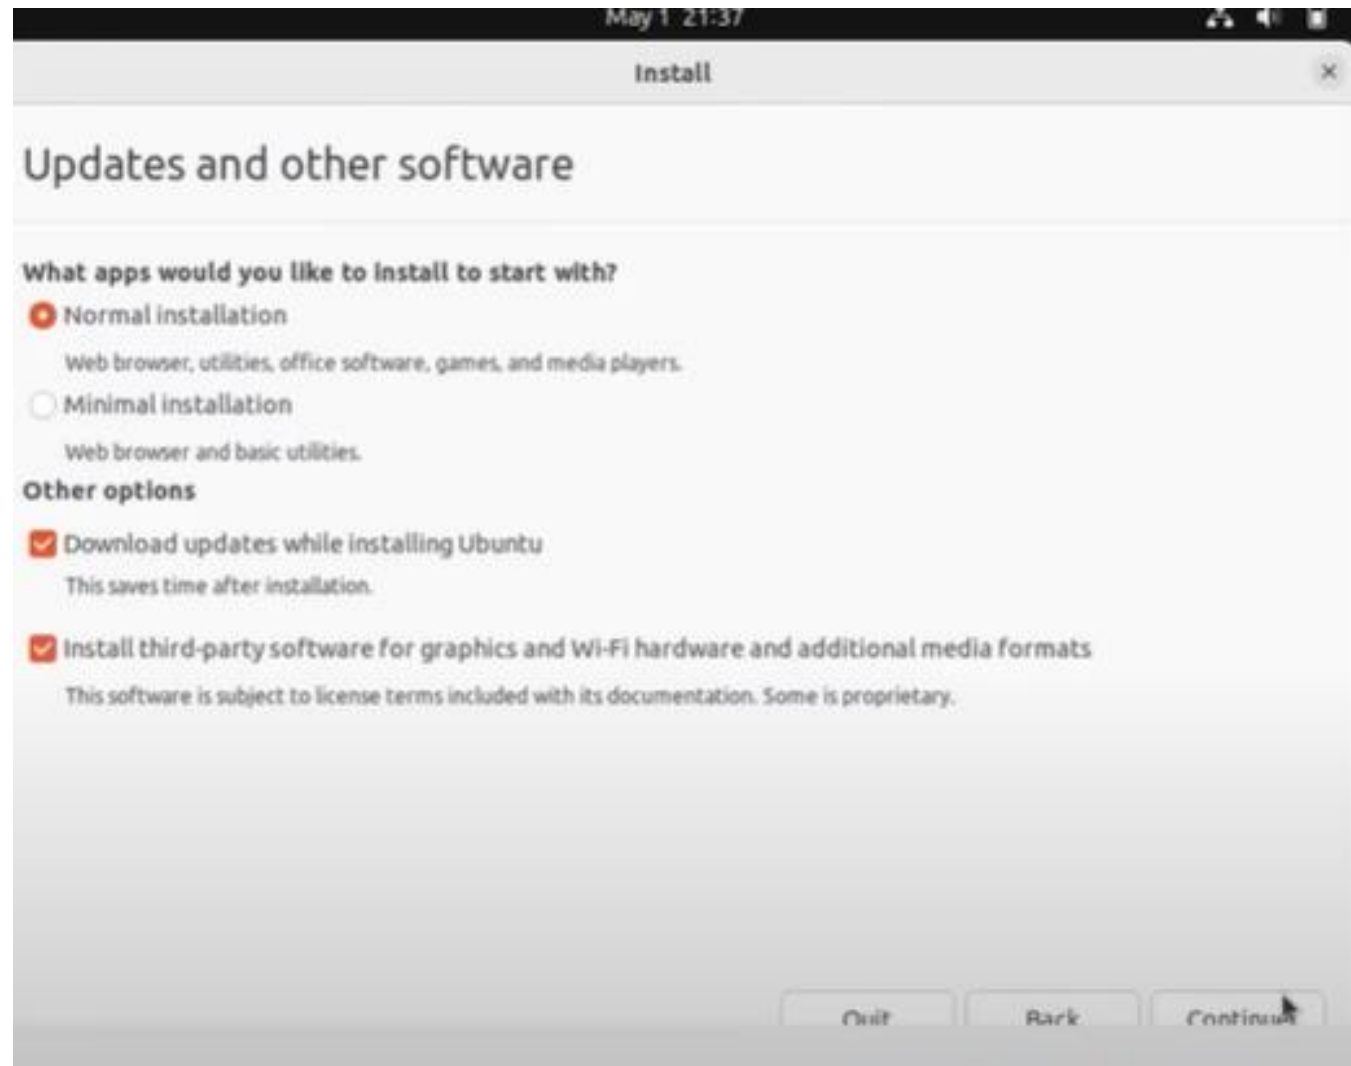 May 1 21:37
Install
Updates and other software
What apps would you like to install to start with?
Normal installation
Web browser, utilities, office software, games, and media players.
Minimal installation
Web browser and basic utilities.
Other options
Download updates while installing Ubuntu
This saves time after installation.
Install third-party software for graphics and Wi-Fi hardware and additional media formats
This software is subject to license terms included with its documentation. Some is proprietary.
Quit Back Continue